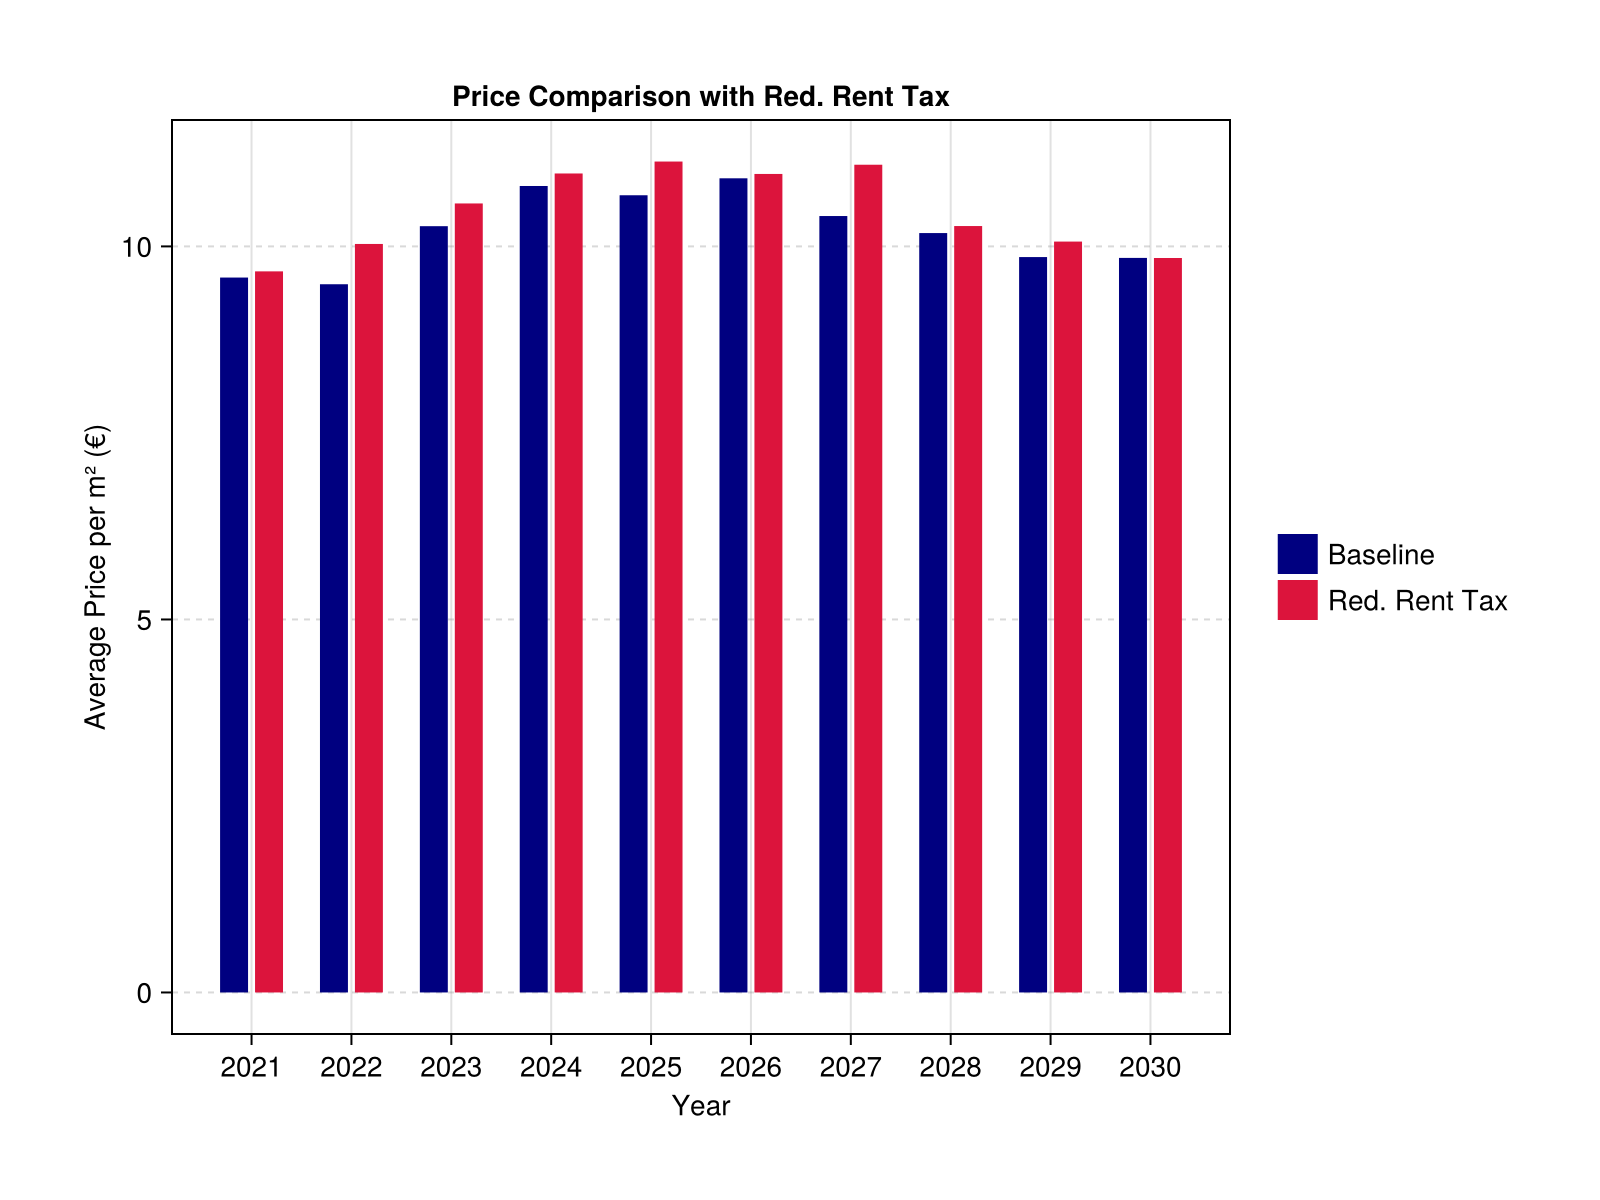 Price Comparison with Red. Rent Tax
Average Price per m² (€)
10
5
0
2021 2022 2023 2024 2025 2026 2027 2028 2029 2030
Year
Baseline
Red. Rent Tax